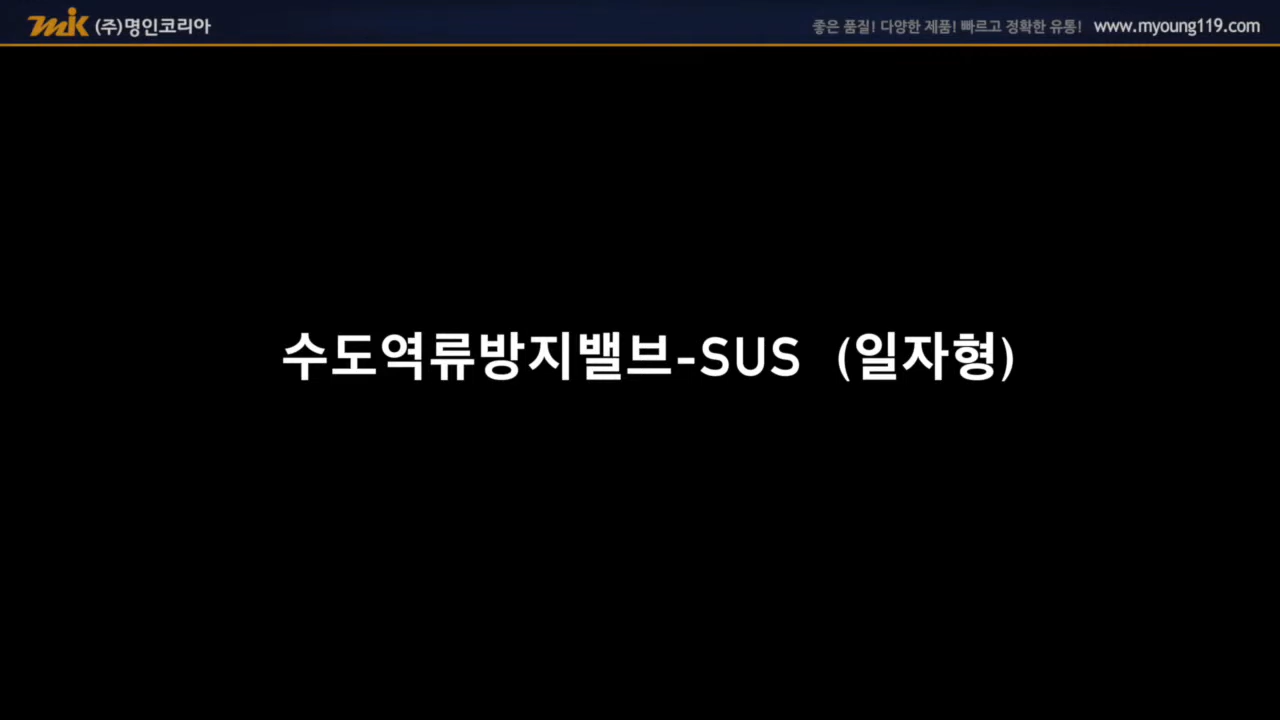 mik (주)명인코리아 좋은 품질! 다양한 제품! 빠르고 정확한 유통! www.myoung119.com
수도역류방지밸브-SUS (일자형)